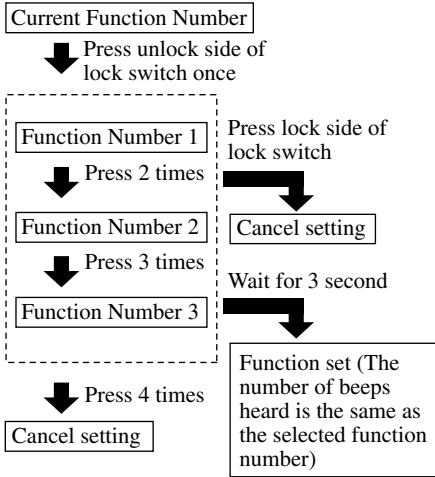 Current Function Number
Press unlock side of
lock switch once
Function Number 1
Press 2 times
Function Number 2
Press 3 times
Function Number 3
Press 4 times
Cancel setting
Press lock side of
lock switch
Cancel setting
Wait for 3 second
Function set (The
number of beeps
heard is the same as
the selected function
number)